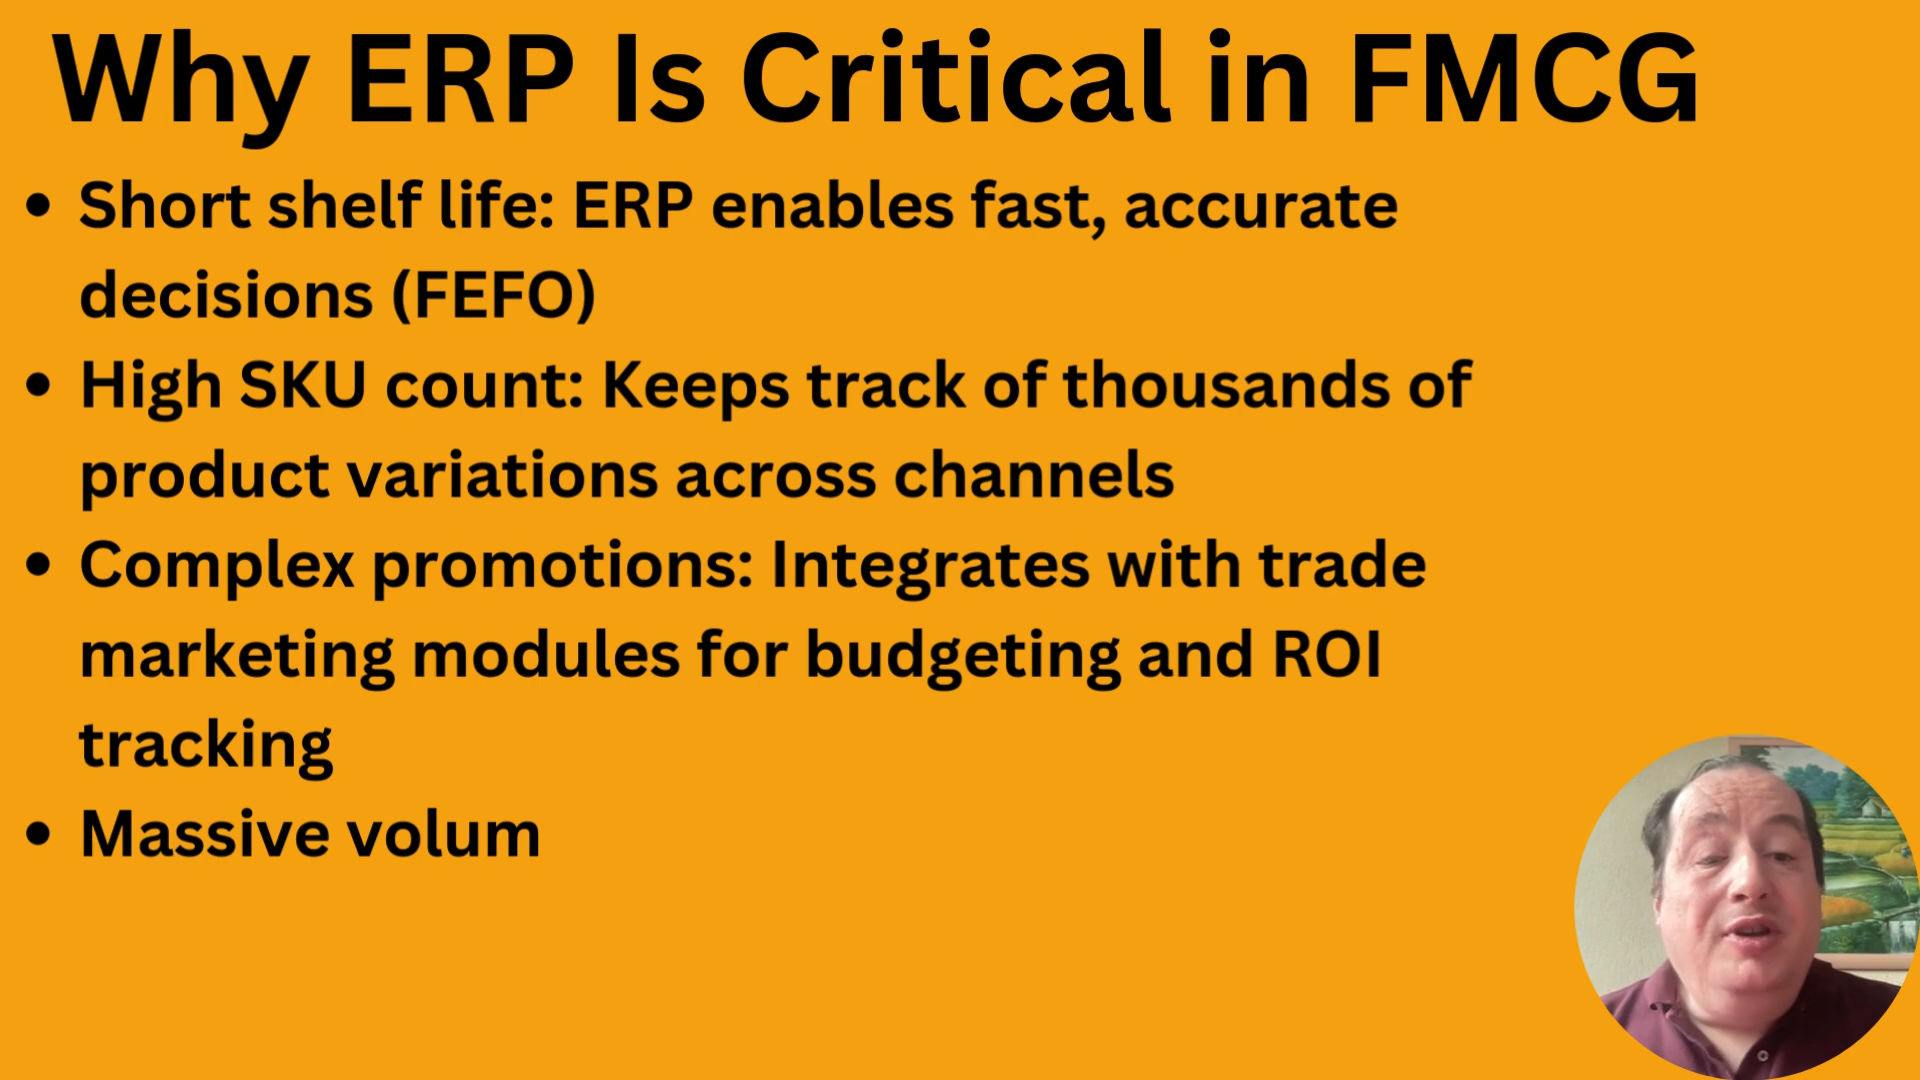 Why ERP Is Critical in FMCG
• Short shelf life: ERP enables fast, accurate
decisions (FEFO)
• High SKU count: Keeps track of thousands of
product variations across channels
• Complex promotions: Integrates with trade
marketing modules for budgeting and ROI
tracking
• Massive volum